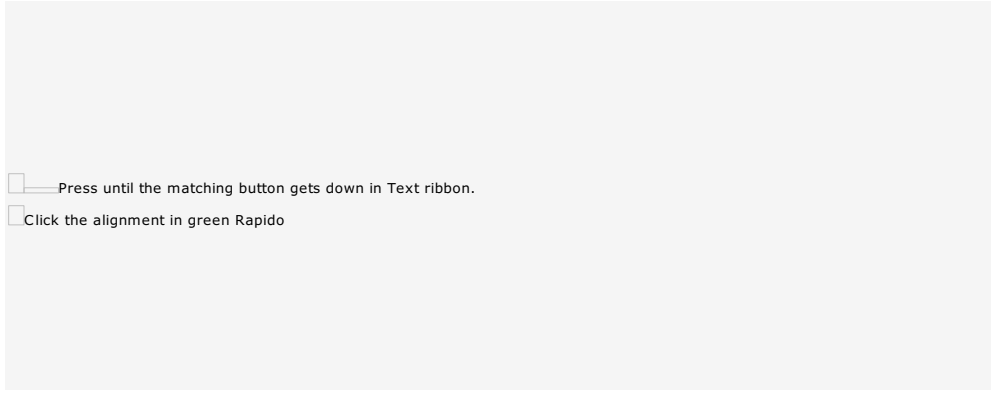 Press until the matching button gets down in Text ribbon.
Click the alignment in green Rapido